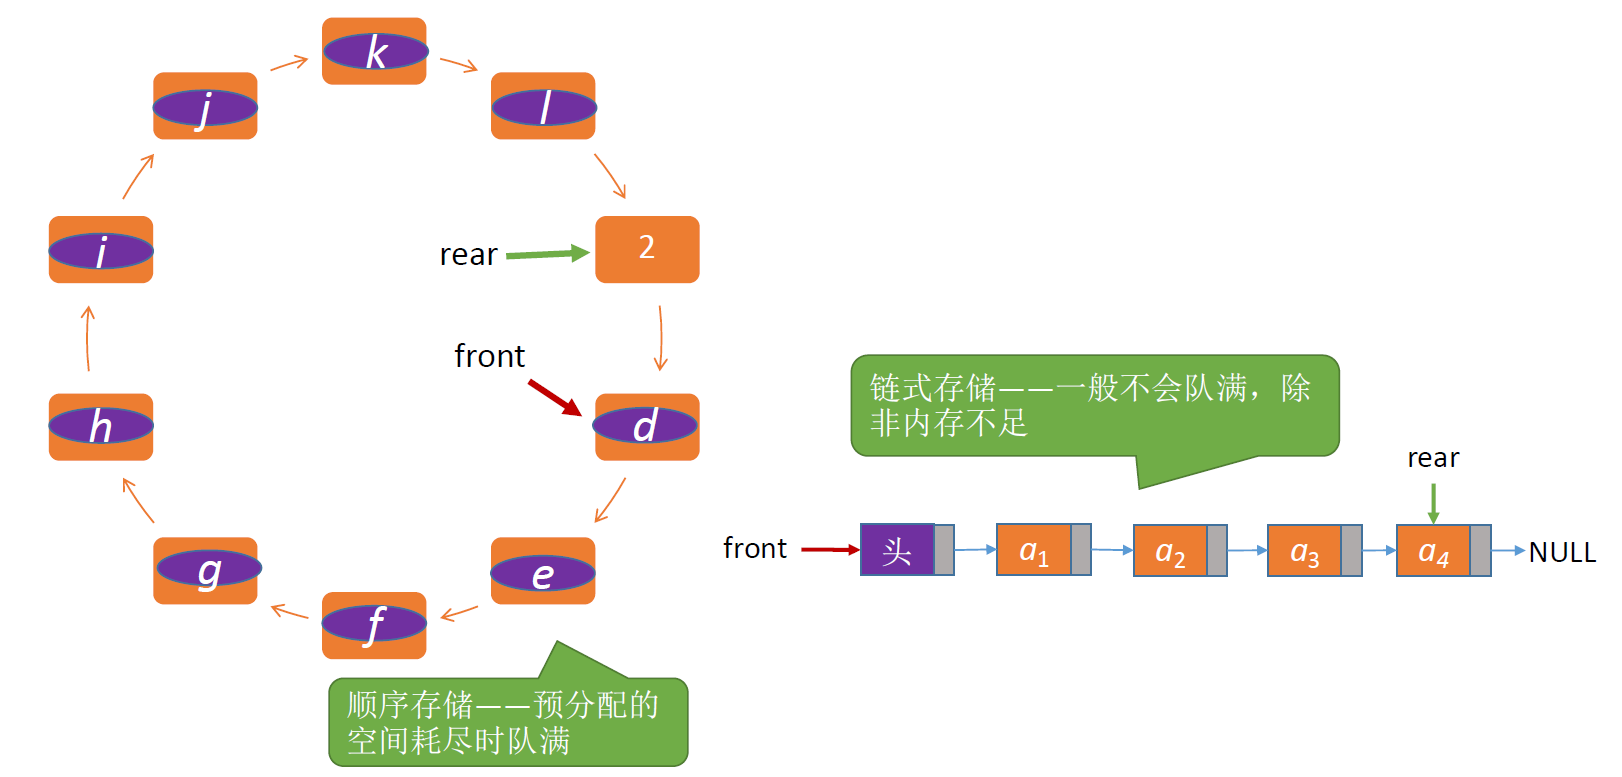 k
j
l
i
rear
2
front
h
d
g
e
f
顺序存储——预分配的
空间耗尽时队满
链式存储——一般不会队满，除
非内存不足
rear
front
头
a1
a2
a3
a4
NULL